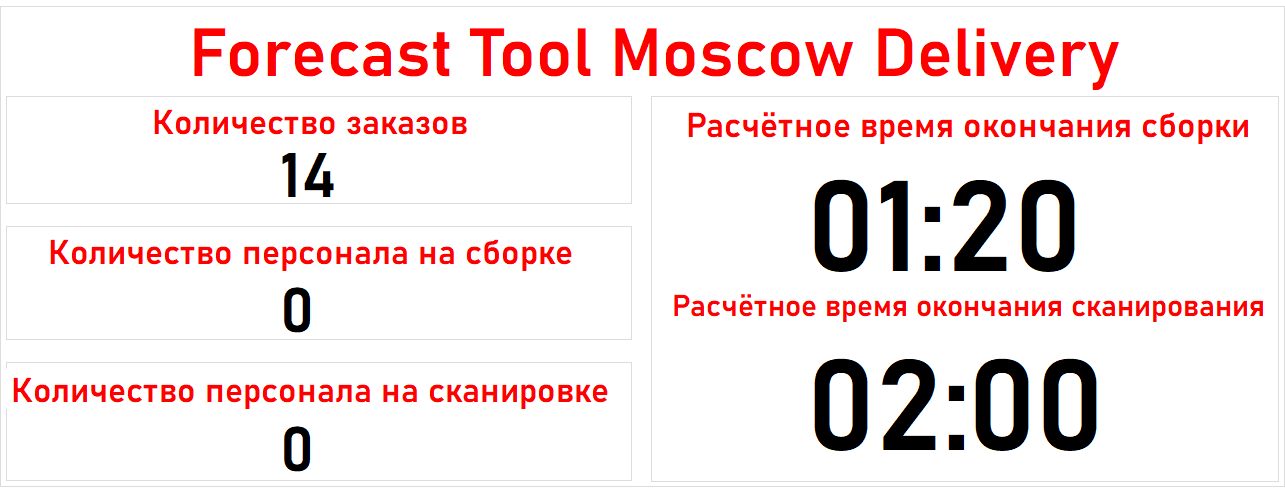 Forecast Tool Moscow Delivery
Количество заказов
14
Количество персонала на сборке
0
Количество персонала на сканировке
0
Расчётное время окончания сборки
01:20
Расчётное время окончания сканирования
02:00